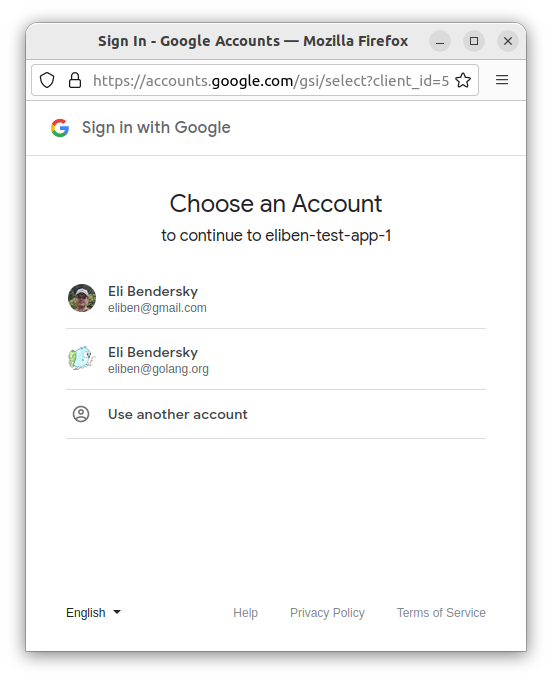 Sign In - Google Accounts — Mozilla Firefox
https://accounts.google.com/gsi/select?client_id=5
Sign in with Google
Choose an Account
to continue to eliben-test-app-1
Eli Bendersky
eliben@gmail.com
Eli Bendersky
eliben@golang.org
Use another account
English Help Privacy Policy Terms of Service